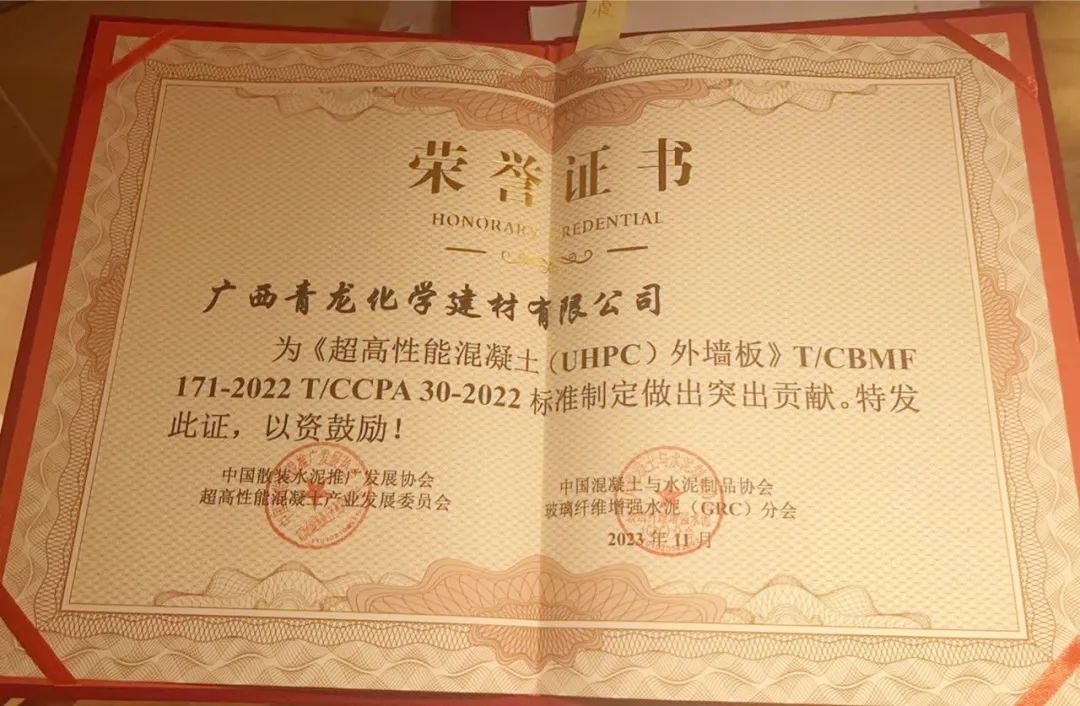 荣誉证书
HONORARY CREDENTIAL
广西青龙化学建材有限公司
为《超高性能混凝土（UHPC）外墙板》T/CBMF
171-2022 T/CCPA 30-2022 标准制定做出突出贡献。特发
此证，以资鼓励！
中国散装水泥推广发展协会
超高性能混凝土产业发展委员会
中国混凝土与水泥制品协会
玻璃纤维增强水泥（GRC）分会
2023 年 11 月